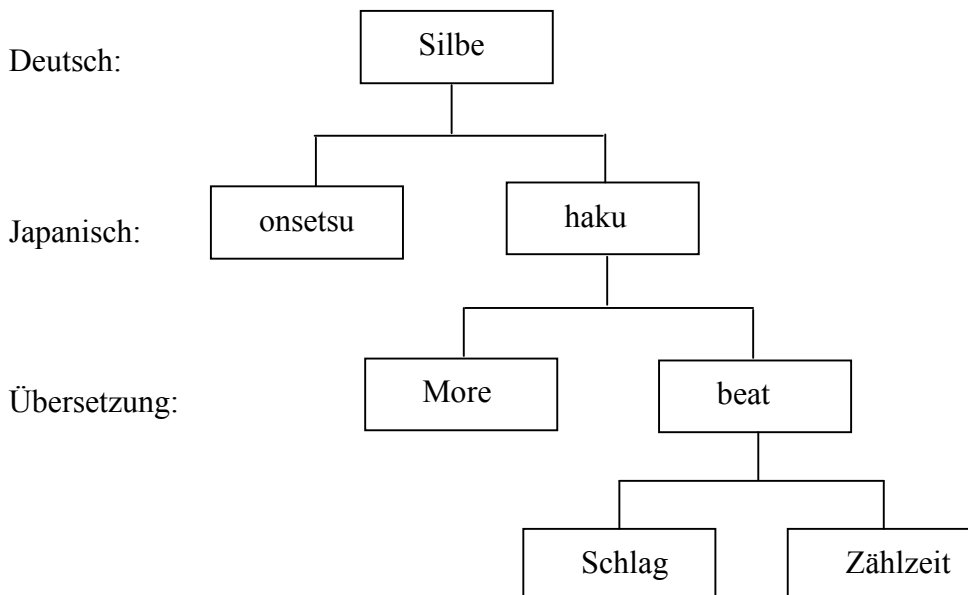 Deutsch: Silbe
Japanisch: onsetsu haku
Übersetzung: More beat
Schlag Zählzeit